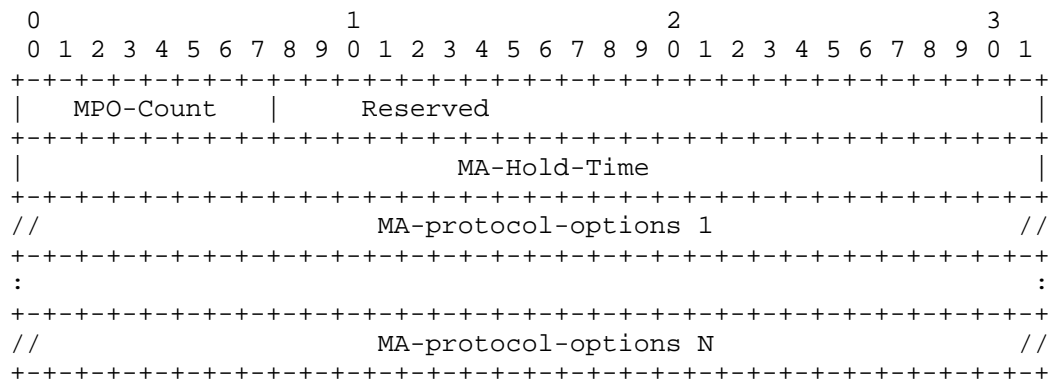 0                   1                   2                   3
 0 1 2 3 4 5 6 7 8 9 0 1 2 3 4 5 6 7 8 9 0 1 2 3 4 5 6 7 8 9 0 1
+-+-+-+-+-+-+-+-+-+-+-+-+-+-+-+-+-+-+-+-+-+-+-+-+-+-+-+-+-+-+-+-+
|   MPO-Count   |     Reserved                                  |
+-+-+-+-+-+-+-+-+-+-+-+-+-+-+-+-+-+-+-+-+-+-+-+-+-+-+-+-+-+-+-+-+
|                           MA-Hold-Time                        |
+-+-+-+-+-+-+-+-+-+-+-+-+-+-+-+-+-+-+-+-+-+-+-+-+-+-+-+-+-+-+-+-+
//                     MA-protocol-options 1                   //
+-+-+-+-+-+-+-+-+-+-+-+-+-+-+-+-+-+-+-+-+-+-+-+-+-+-+-+-+-+-+-+-+
:                                                               :
+-+-+-+-+-+-+-+-+-+-+-+-+-+-+-+-+-+-+-+-+-+-+-+-+-+-+-+-+-+-+-+-+
//                     MA-protocol-options N                   //
+-+-+-+-+-+-+-+-+-+-+-+-+-+-+-+-+-+-+-+-+-+-+-+-+-+-+-+-+-+-+-+-+